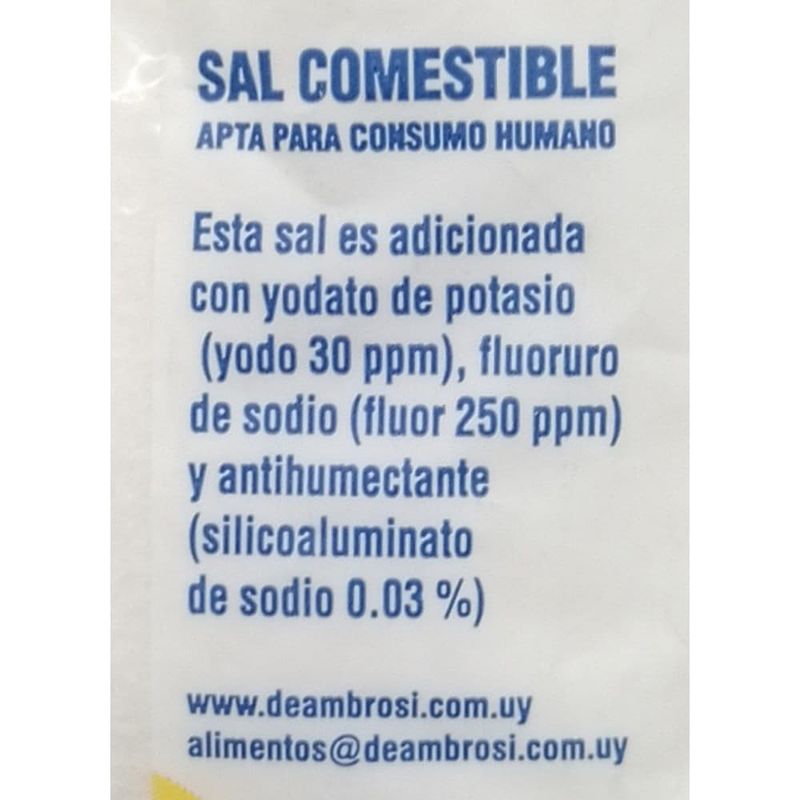 SAL COMESTIBLE
APTA PARA CONSUMO HUMANO
Esta sal es adicionada
con yodato de potasio
(yodo 30 ppm), fluoruro
de sodio (fluor 250 ppm)
y antihumectante
(silicoaluminato
de sodio 0.03 %)
www.deambrosi.com.uy
alimentos@deambrosi.com.uy